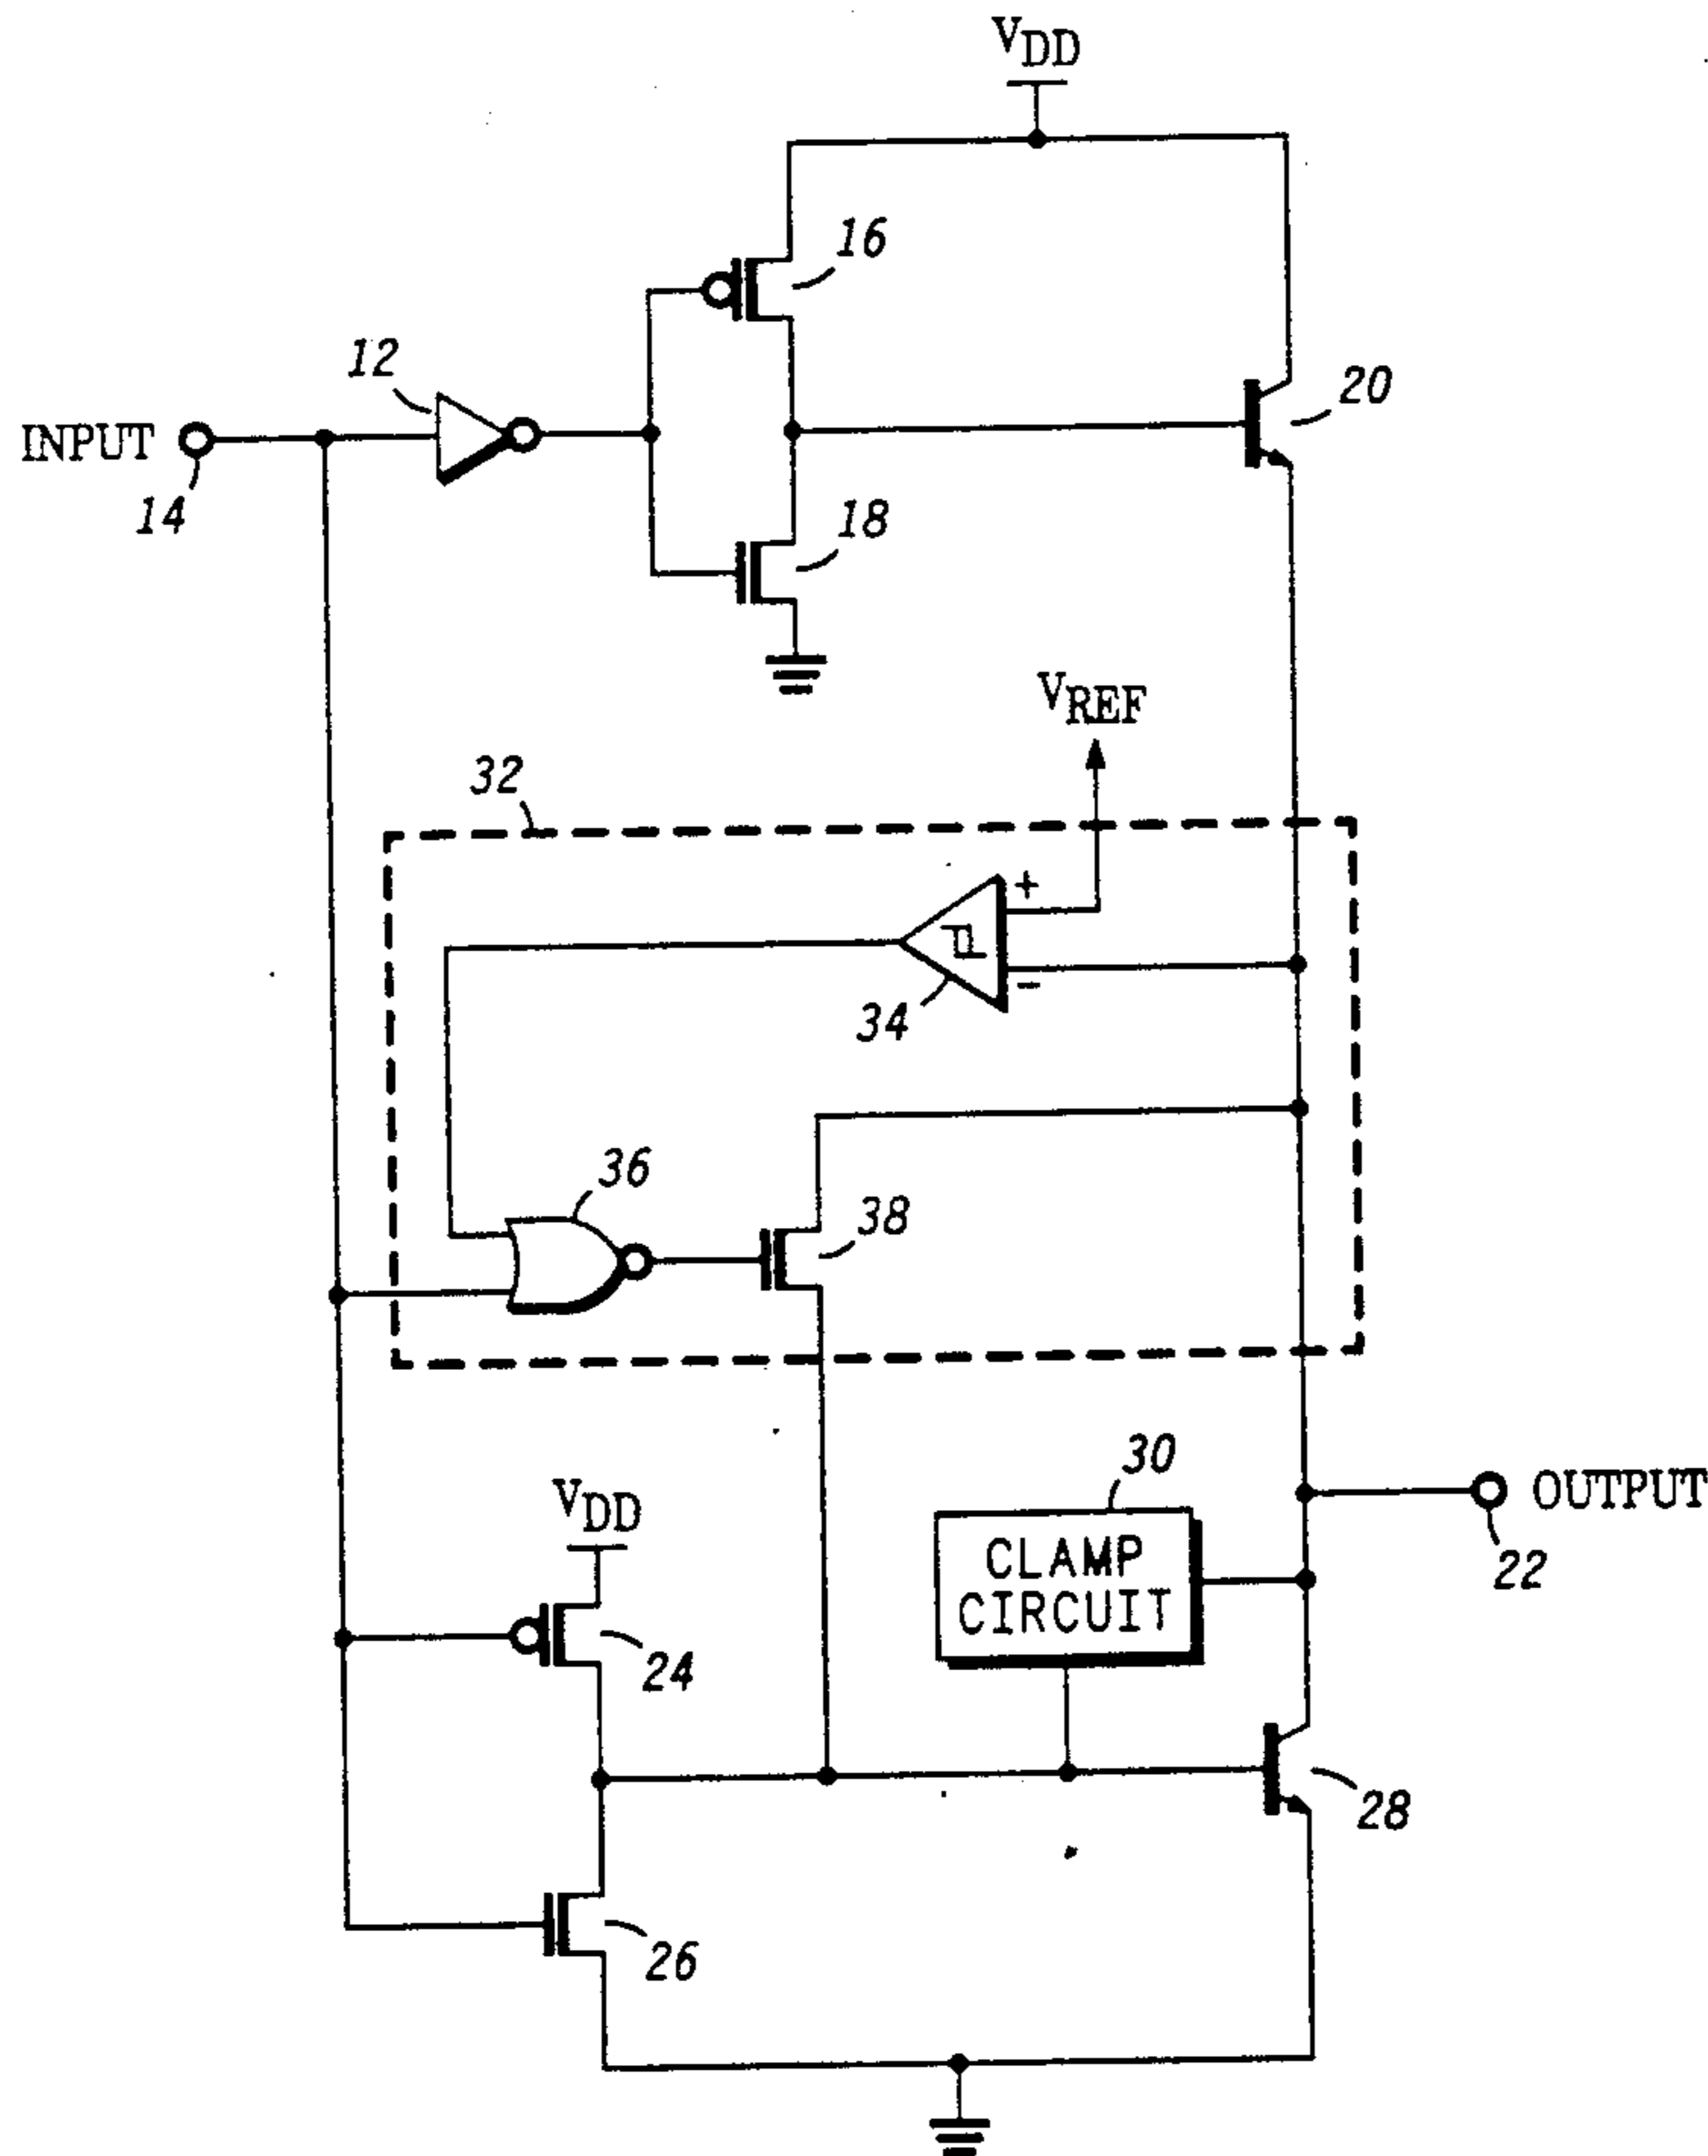 VDD
16
12
20
INPUT
14
18
VREF
32
+
-
34
36
38
30
VDD
CLAMP
CIRCUIT
OUTPUT
22
24
28
26